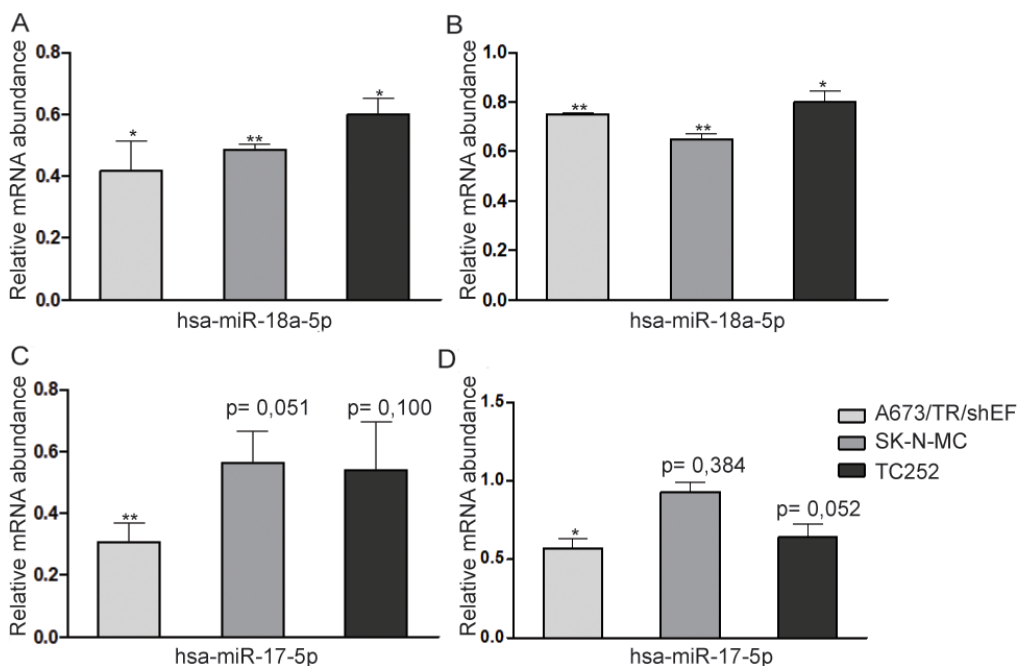 A
Relative mRNA abundance
0.8
0.6
0.4
0.2
0.0
*
**
*
hsa-miR-18a-5p
B
Relative mRNA abundance
1.0
0.8
0.6
0.4
0.2
0.0
**
**
*
hsa-miR-18a-5p
C
Relative mRNA abundance
0.8
0.6
0.4
0.2
0.0
**
p= 0,051
p= 0,100
hsa-miR-17-5p
D
Relative mRNA abundance
1.5
1.0
0.5
0.0
*
p= 0,384
p= 0,052
hsa-miR-17-5p
A673/TR/shEF
SK-N-MC
TC252